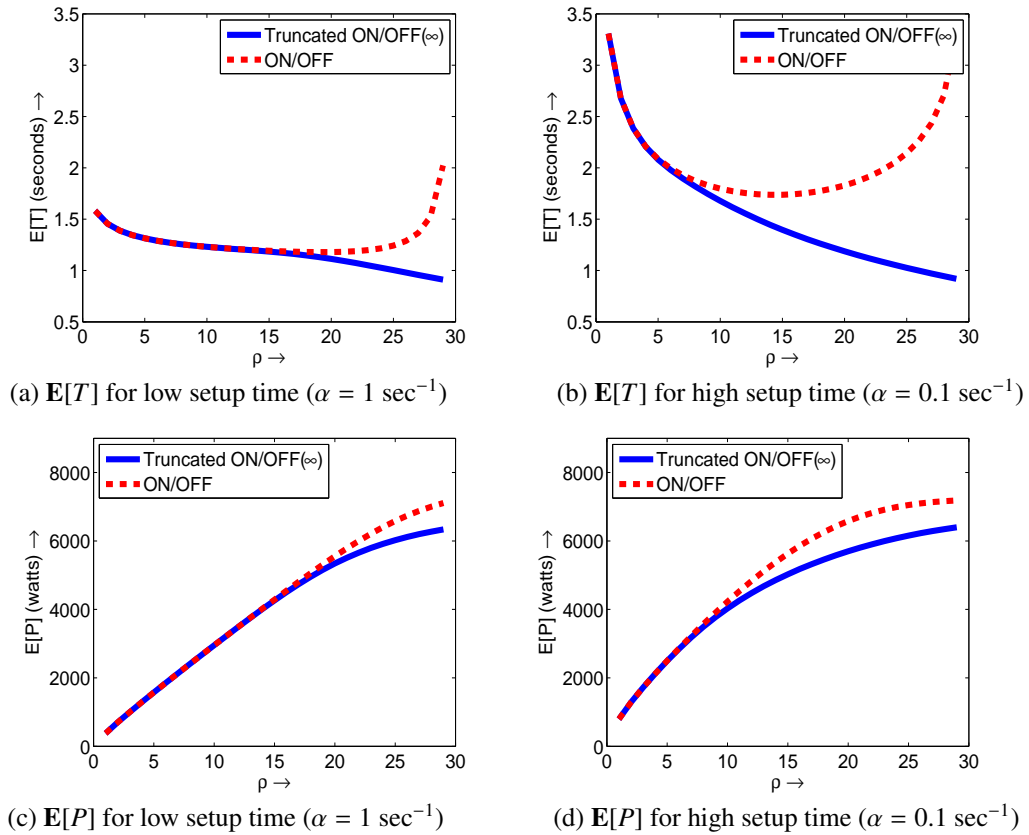 3.5
3
2.5
2
1.5
1
0.5
E[T] (seconds) →
0 5 10 15 20 25 30
ρ →
Truncated ON/OFF(∞)
ON/OFF
(a) E[T] for low setup time (α = 1 sec⁻¹)
3.5
3
2.5
2
1.5
1
0.5
E[T] (seconds) →
0 5 10 15 20 25 30
ρ →
Truncated ON/OFF(∞)
ON/OFF
(b) E[T] for high setup time (α = 0.1 sec⁻¹)
8000
6000
4000
2000
0
E[P] (watts) →
0 5 10 15 20 25 30
ρ →
Truncated ON/OFF(∞)
ON/OFF
(c) E[P] for low setup time (α = 1 sec⁻¹)
8000
6000
4000
2000
0
E[P] (watts) →
0 5 10 15 20 25 30
ρ →
Truncated ON/OFF(∞)
ON/OFF
(d) E[P] for high setup time (α = 0.1 sec⁻¹)